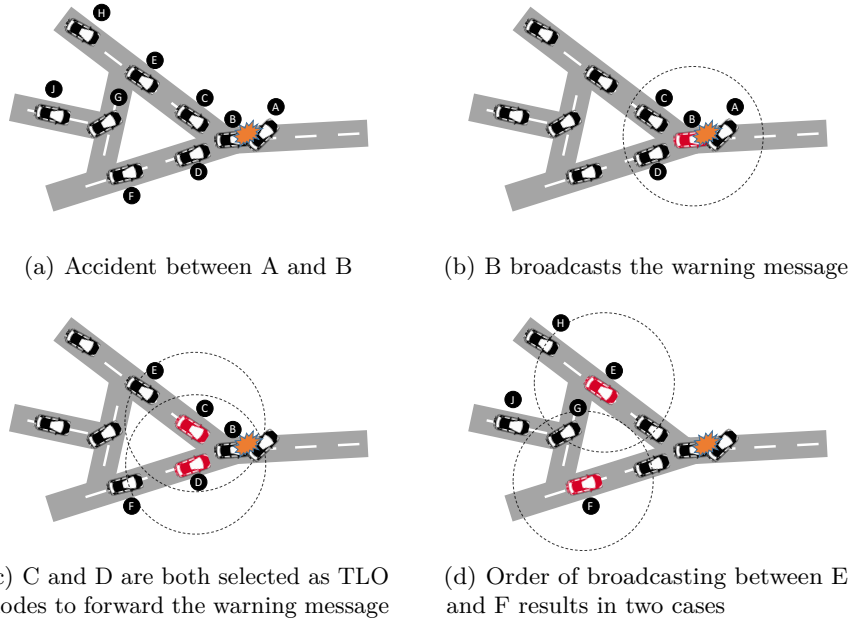 H
E
J
G
C
B
A
D
F
C
A
B
D
(a) Accident between A and B
(b) B broadcasts the warning message
E
C
B
D
F
H
E
J
G
F
) C and D are both selected as TLO
odes to forward the warning message
(d) Order of broadcasting between E
and F results in two cases